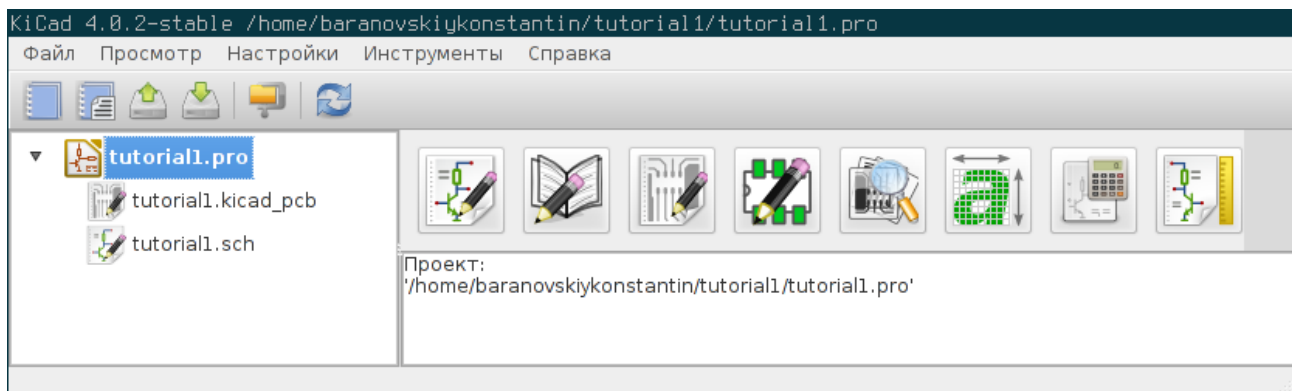 KiCad 4.0.2-stable /home/baranovskiykonstantin/tutorial1/tutorial1.pro
Файл Просмотр Настройки Инструменты Справка
tutorial1.pro
tutorial1.kicad_pcb
tutorial1.sch
Проект:
'/home/baranovskiykonstantin/tutorial1/tutorial1.pro'